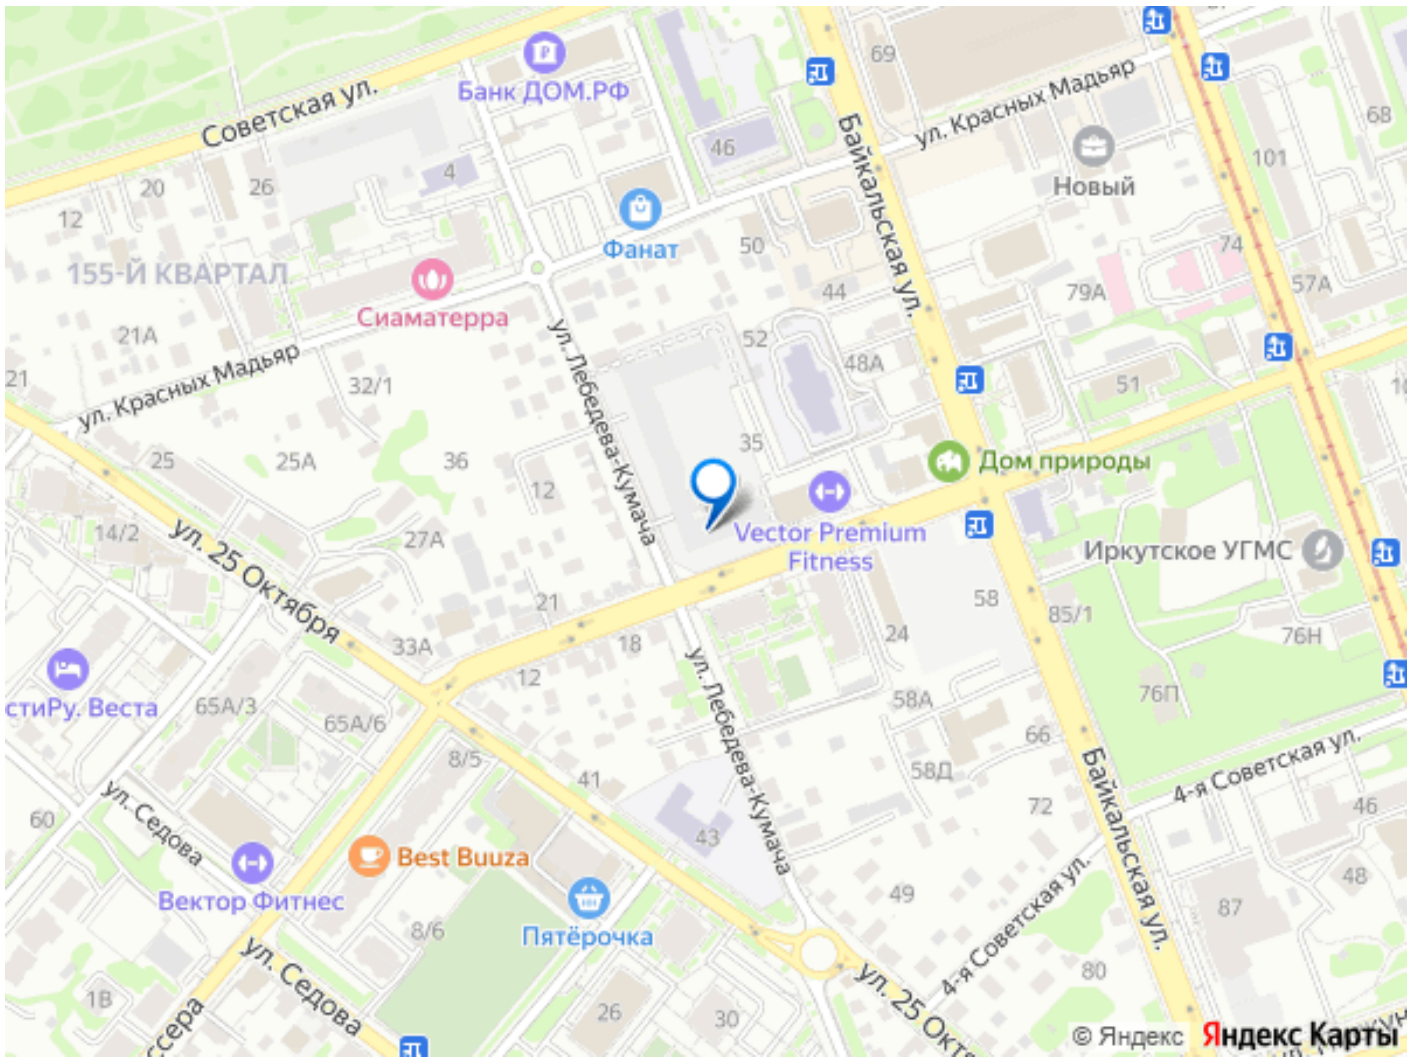 69
Банк ДОМ.РФ
Советская ул.
ул. Красных Мадьяр
68
Байкальская ул.
46
101
4
20
26
Новый
12
Фанат
50
74
155-Й КВАРТАЛ
57А
44
79А
Сиаматерра
21А
52
ул. Лебедева-Кумача
48А
21
ул. Красных Мадьяр
32/1
51
35
25
25А
36
Дом природы
12
14/2
ул. 25 Октября
27А
Vector Premium
Fitness
Иркутское УГМС
21
58
85/1
33А
18
24
76Н
12
ул. Лебедева-Кумача
76П
стиРу. Веста
65А/3
65А/6
58А
66
Байкальская ул.
4-я Советская ул.
8/5
41
58Д
72
46
ул. Седова
60
43
Best Buuza
4-я Советская ул.
48
Вектор Фитнес
49
87
8/6
Пятёрочка
ул. Седова
80
ул. 25 Окт
1В
26
30
ссера
© Яндекс
Яндекс Карты